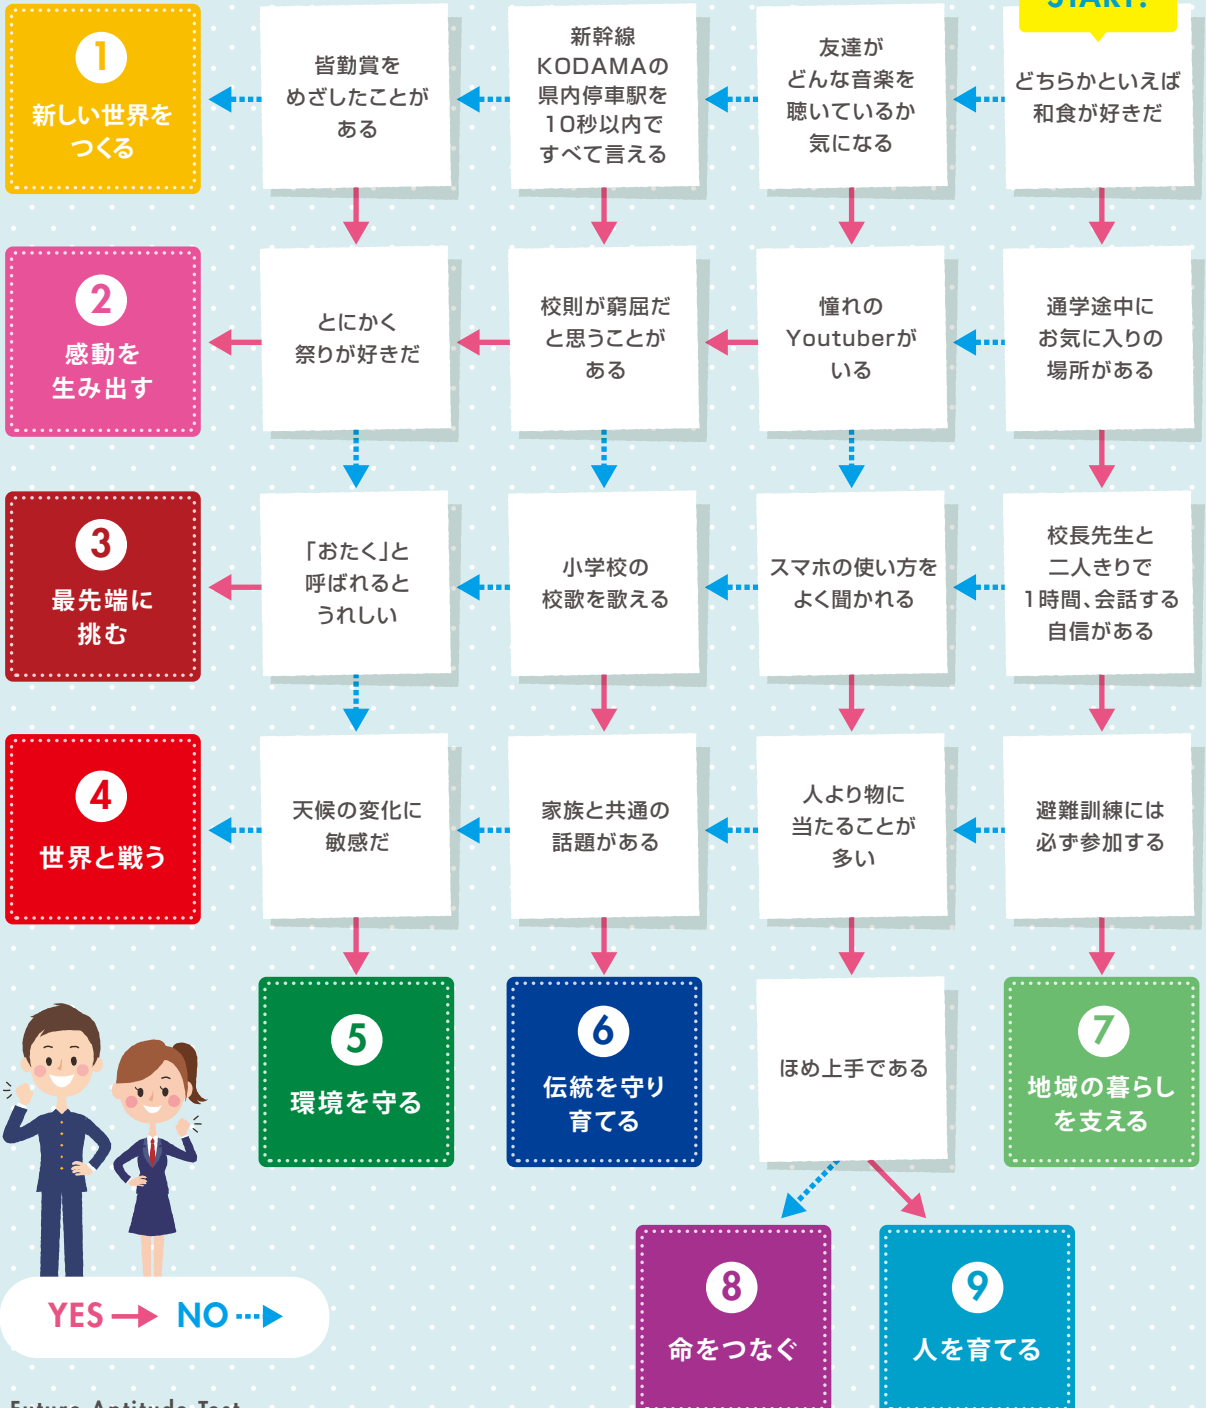 START!
1
新しい世界を
つくる
皆勤賞を
めざしたことが
ある
新幹線
KODAMAの
県内停車駅を
10秒以内で
すべて言える
友達が
どんな音楽を
聴いているか
気になる
どちらかといえば
和食が好きだ
2
感動を
生み出す
とにかく
祭りが好きだ
校則が窮屈だ
と思うことが
ある
憧れの
Youtuberが
いる
通学途中に
お気に入りの
場所がある
3
最先端に
挑む
「おたく」と
呼ばれると
うれしい
小学校の
校歌を歌える
スマホの使い方を
よく聞かれる
校長先生と
二人きりで
1時間、会話する
自信がある
4
世界と戦う
天候の変化に
敏感だ
家族と共通の
話題がある
人より物に
当たることが
多い
避難訓練には
必ず参加する
5
環境を守る
6
伝統を守り
育てる
ほめ上手である
7
地域の暮らし
を支える
8
命をつなぐ
9
人を育てる
YES NO
Future Aptitude Test